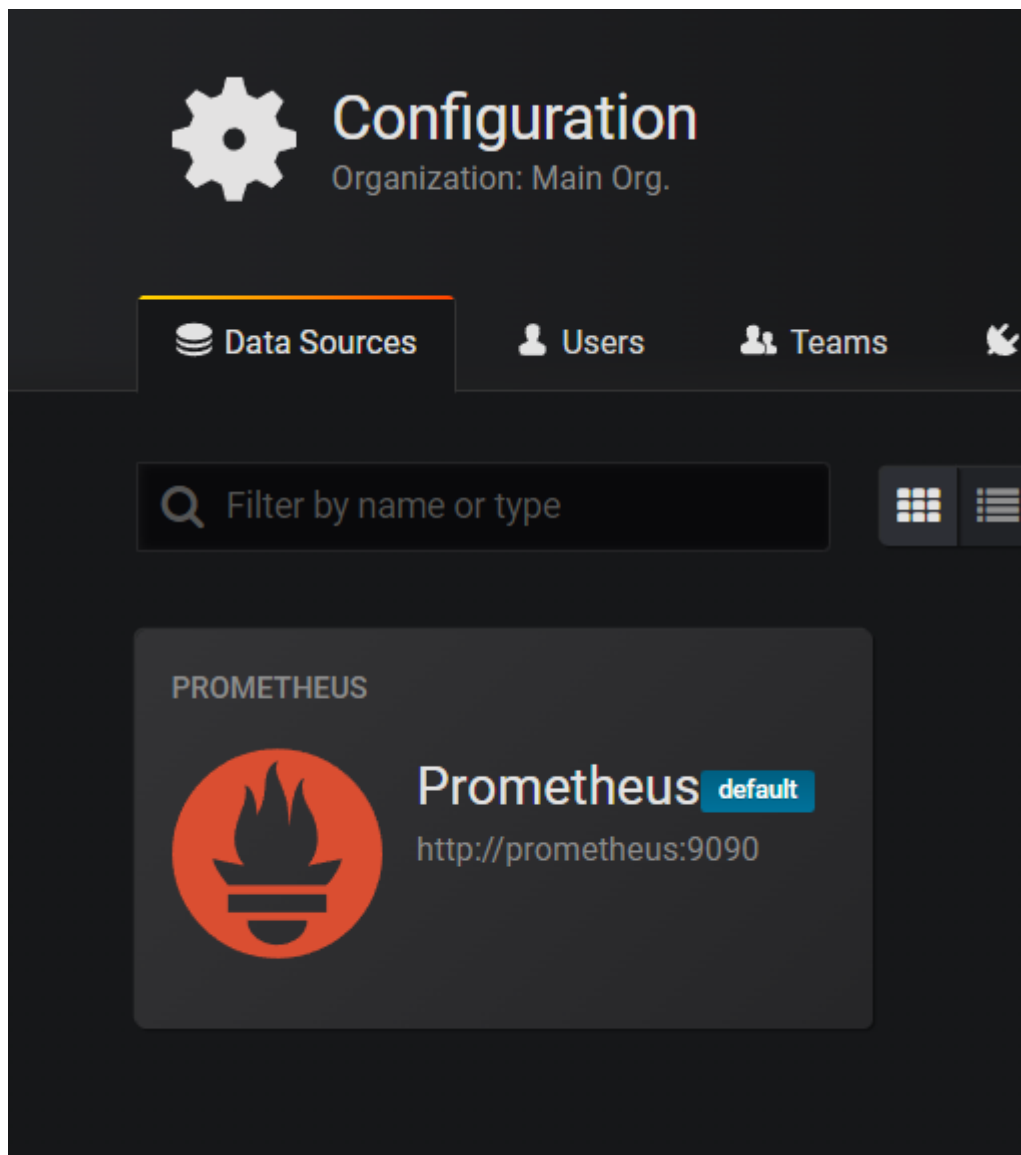 Configuration
Organization: Main Org.
Data Sources
Users
Teams
Filter by name or type
PROMETHEUS
Prometheus default
http://prometheus:9090